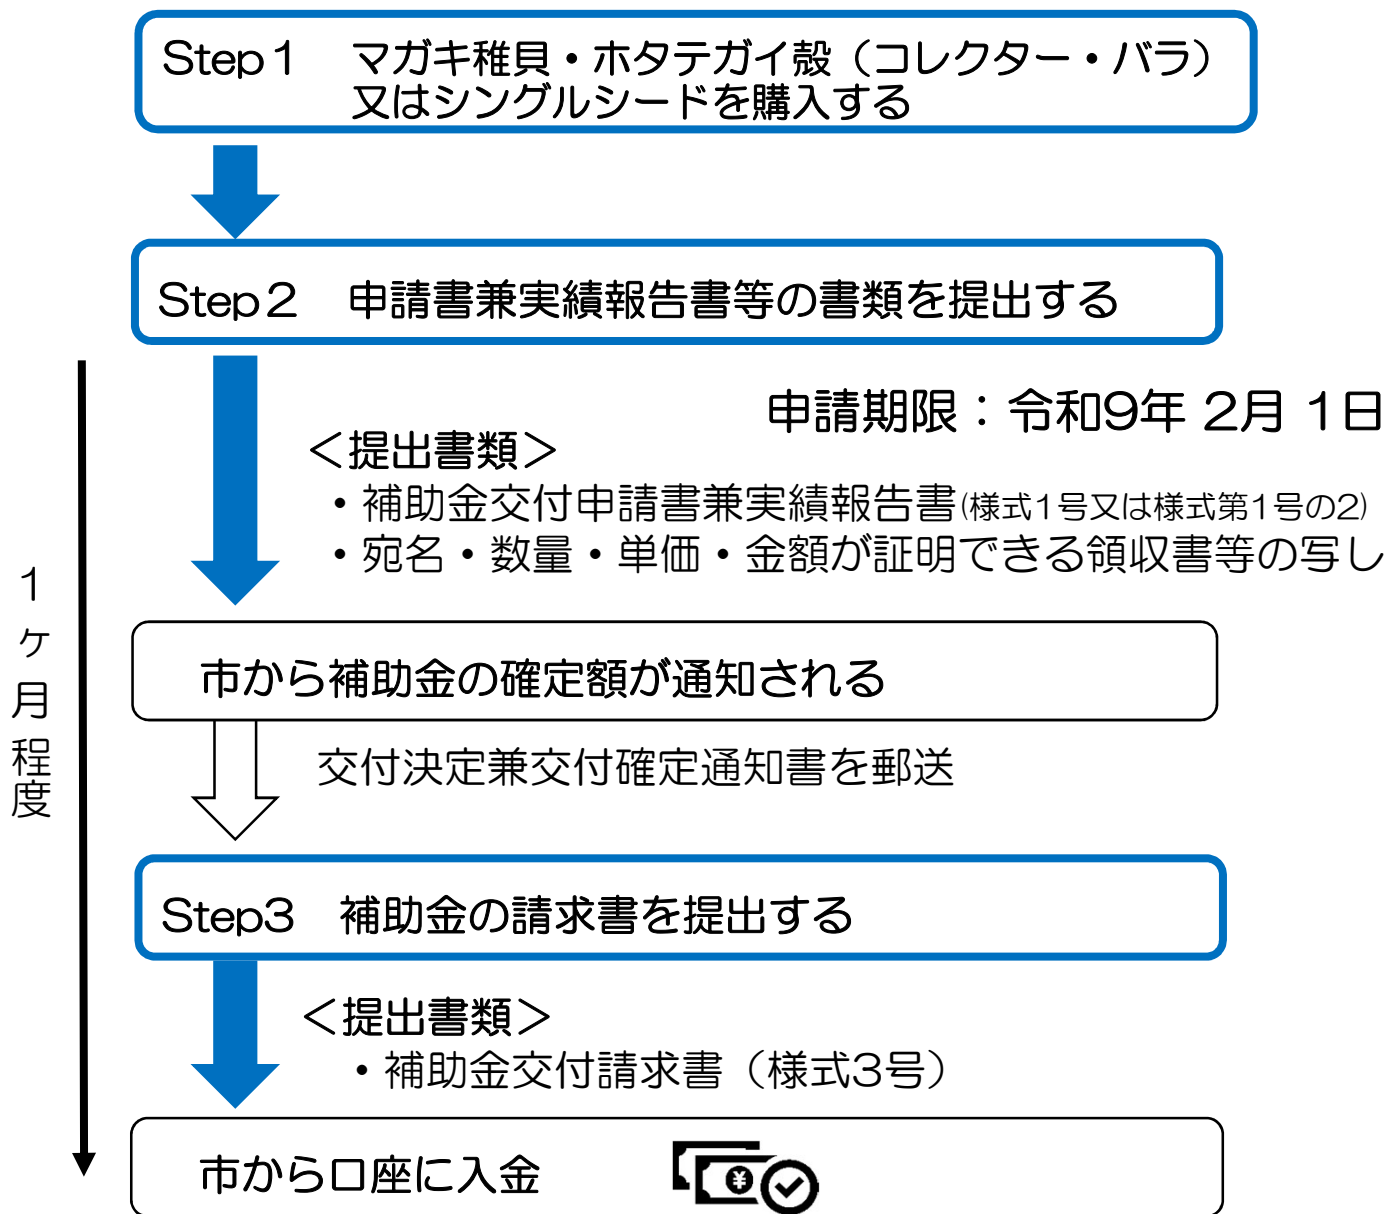 Step1 マガキ稚貝・ホタテガイ殻（コレクター・バラ）
又はシングルシードを購入する
Step2 申請書兼実績報告書等の書類を提出する
申請期限：令和9年 2月 1日
＜提出書類＞
・補助金交付申請書兼実績報告書(様式1号又は様式第1号の2)
・宛名・数量・単価・金額が証明できる領収書等の写し
1ヶ月程度
市から補助金の確定額が通知される
交付決定兼交付確定通知書を郵送
Step3 補助金の請求書を提出する
＜提出書類＞
・補助金交付請求書（様式3号）
市から口座に入金
¥